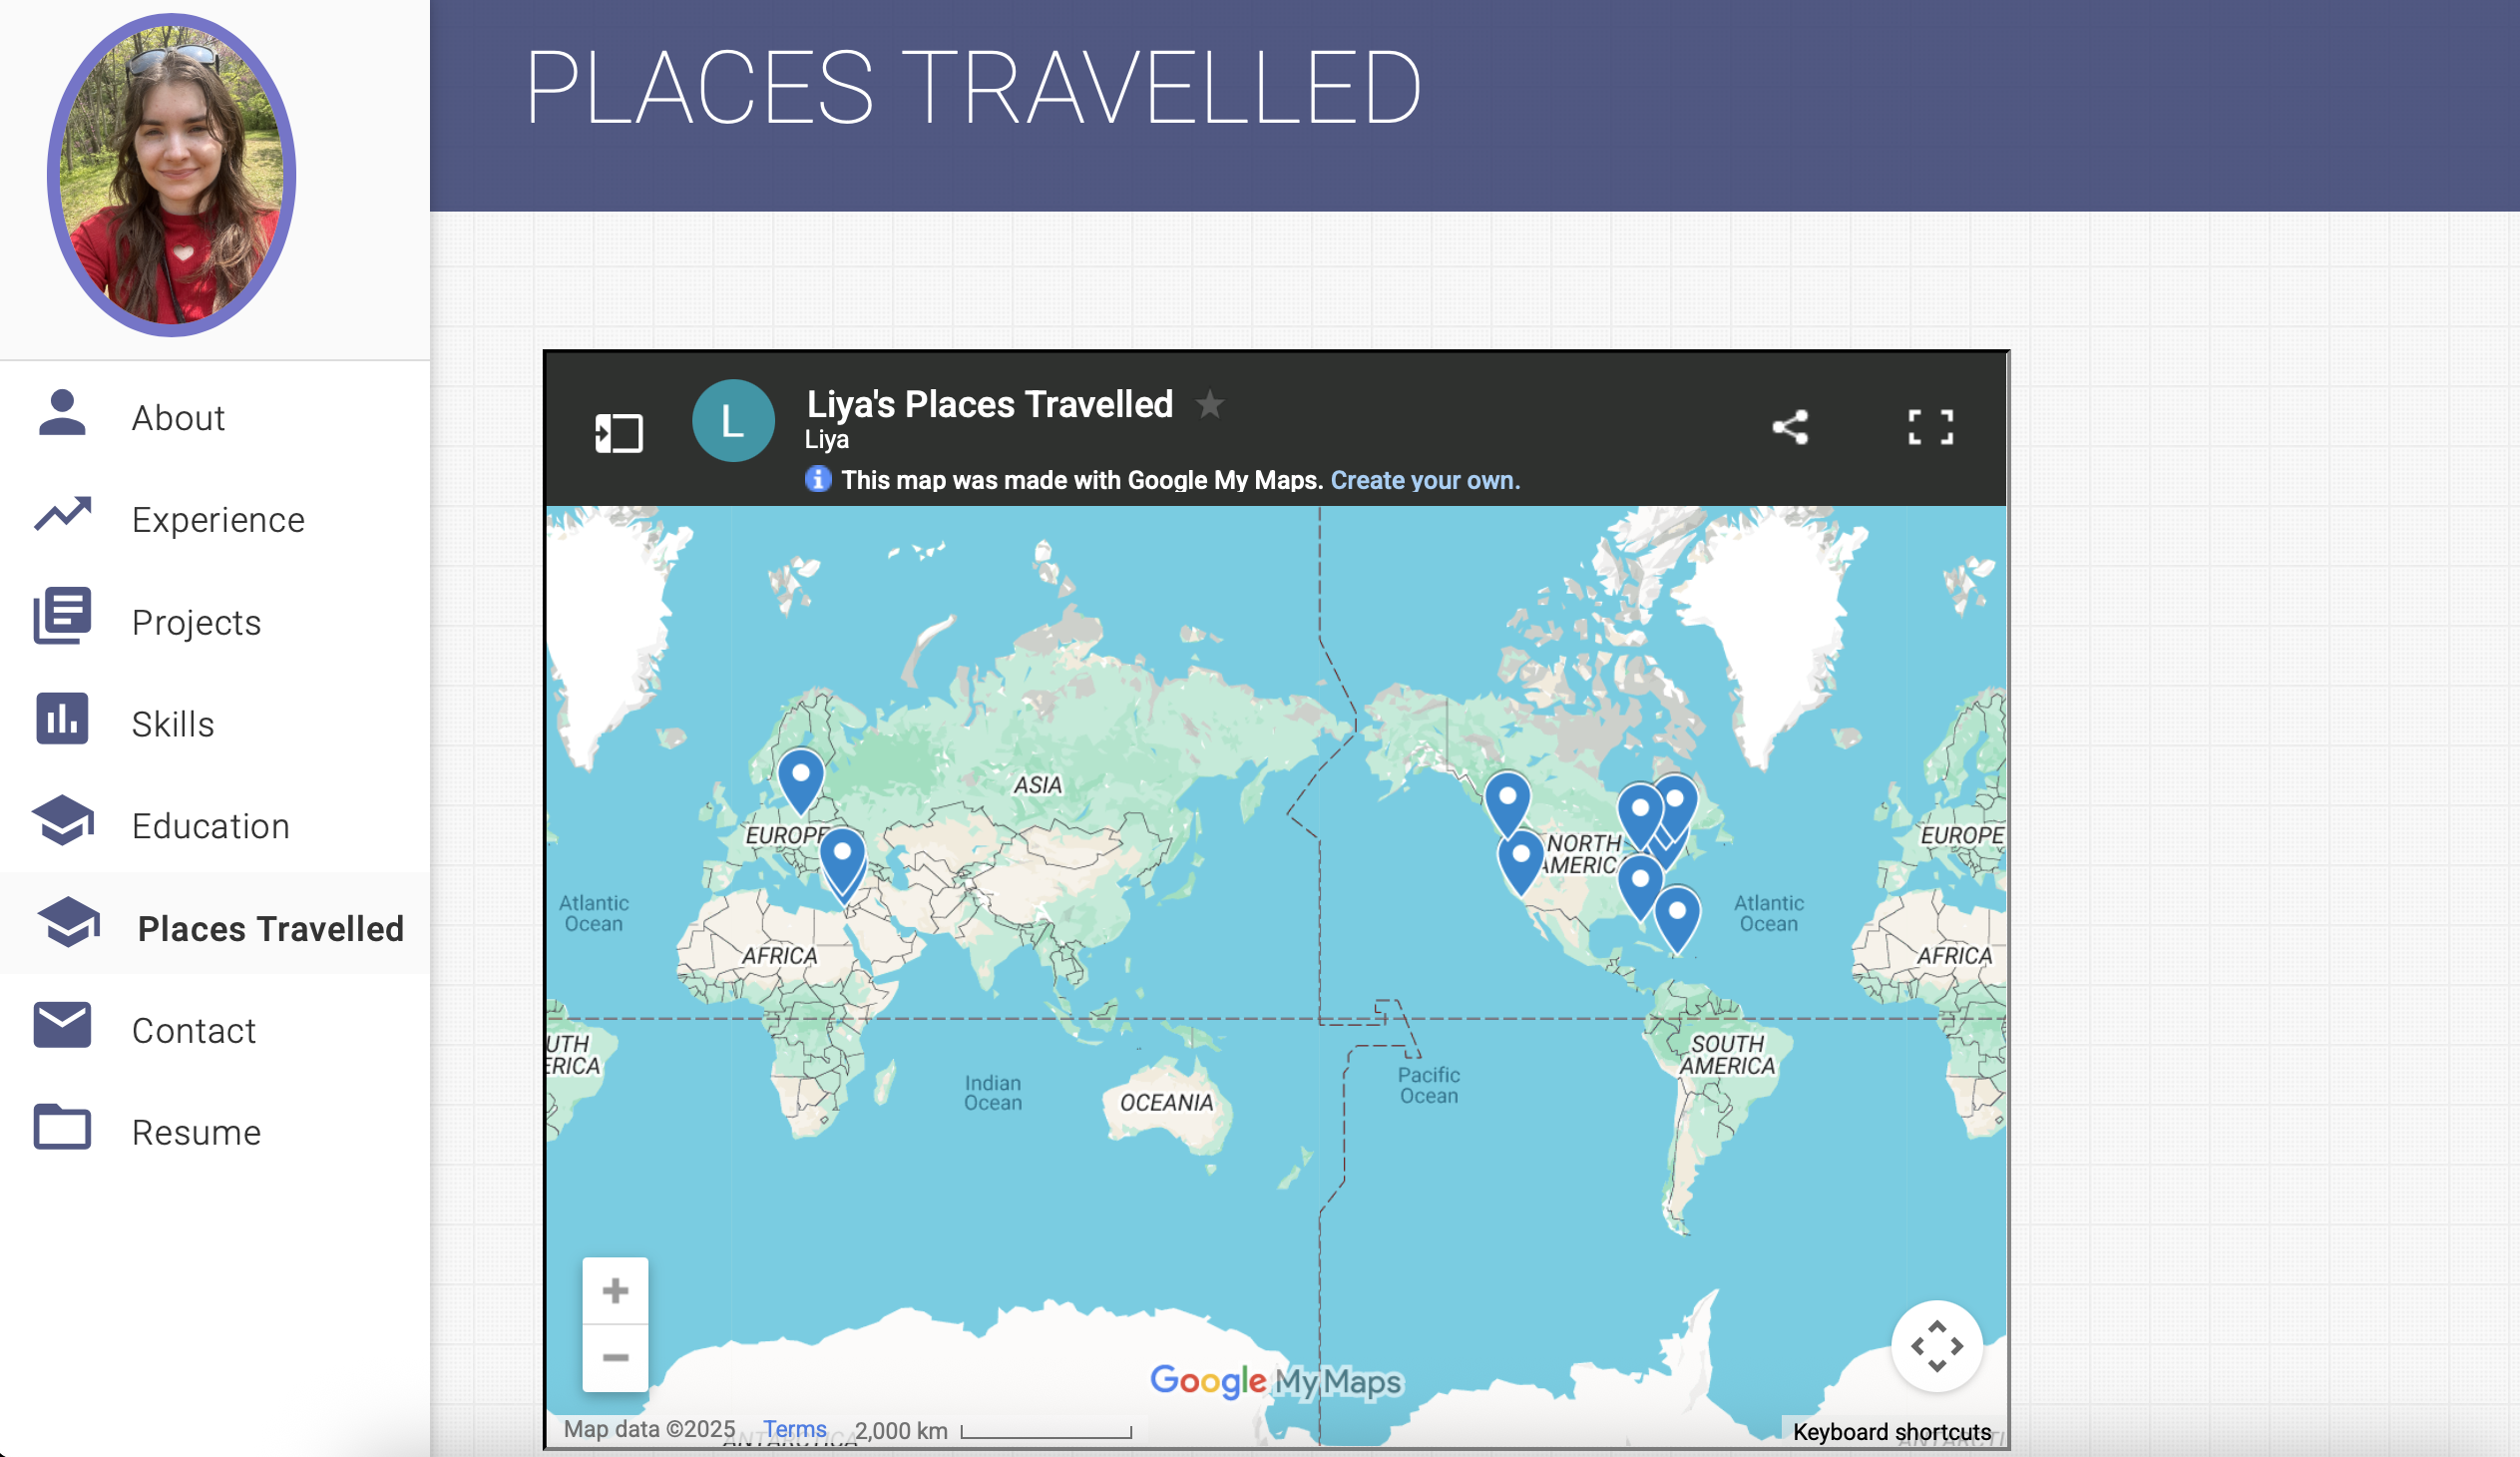 PLACES TRAVELLED
About
Experience
Projects
Skills
Education
Places Travelled
Contact
Resume
L
Liya's Places Travelled
Liya
This map was made with Google My Maps. Create your own.
ASIA
EUROPE
NORTH
AMERIC
EUROPE
Atlantic
Ocean
Atlantic
Ocean
AFRICA
AFRICA
UTH
ERICA
SOUTH
AMERICA
Indian
Ocean
OCEANIA
Pacific
Ocean
+
−
Google My Maps
Map data ©2025 Terms 2,000 km
Keyboard shortcuts
ANTARCTICA
ANTARCTI